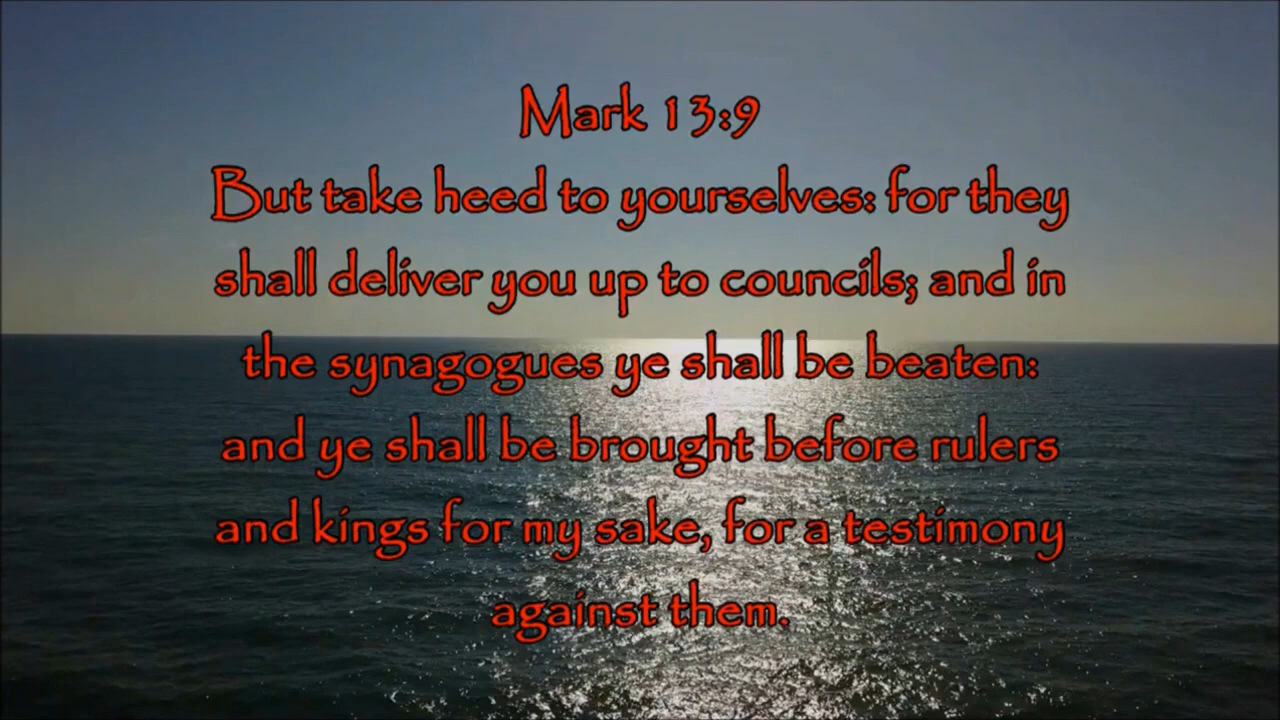 Mark 13:9
But take heed to yourselves: for they
shall deliver you up to councils; and in
the synagogues ye shall be beaten:
and ye shall be brought before rulers
and kings for my sake, for a testimony
against them.